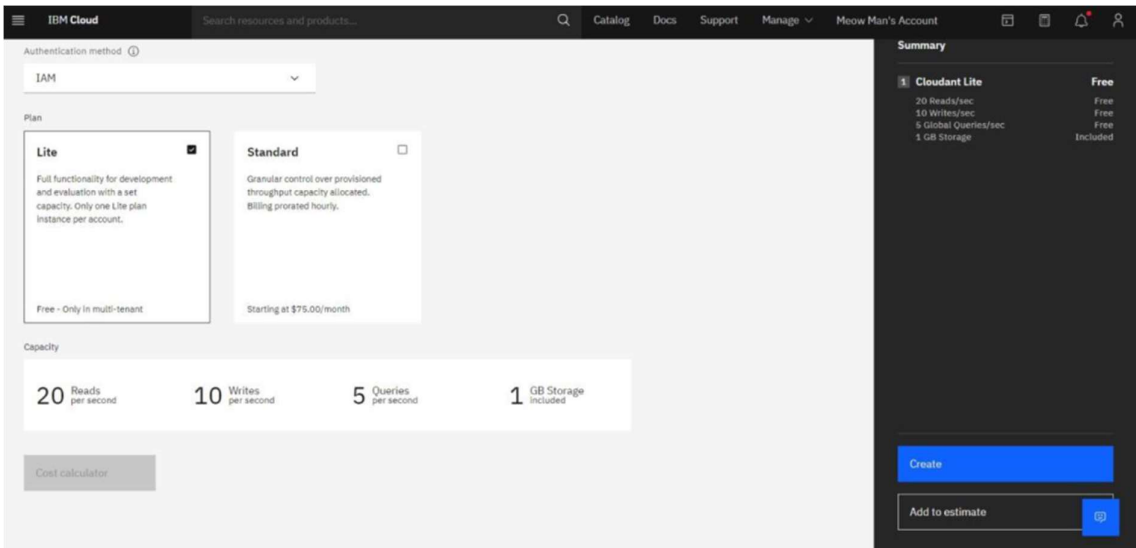 IBM Cloud
Search resources and products...
Catalog
Docs
Support
Manage
Meow Man's Account
Authentication method
IAM
Plan
Lite
Full functionality for development
and evaluation with a set
capacity. Only one Lite plan
instance per account.
Free - Only in multi-tenant
Standard
Granular control over provisioned
throughput capacity allocated.
Billing prorated hourly.
Starting at $75.00/month
Capacity
20 Reads
per second
10 Writes
per second
5 Queries
per second
1 GB Storage
included
Cost calculator
Summary
1 Cloudant Lite Free
20 Reads/sec Free
10 Writes/sec Free
5 Global Queries/sec Free
1 GB Storage Included
Create
Add to estimate